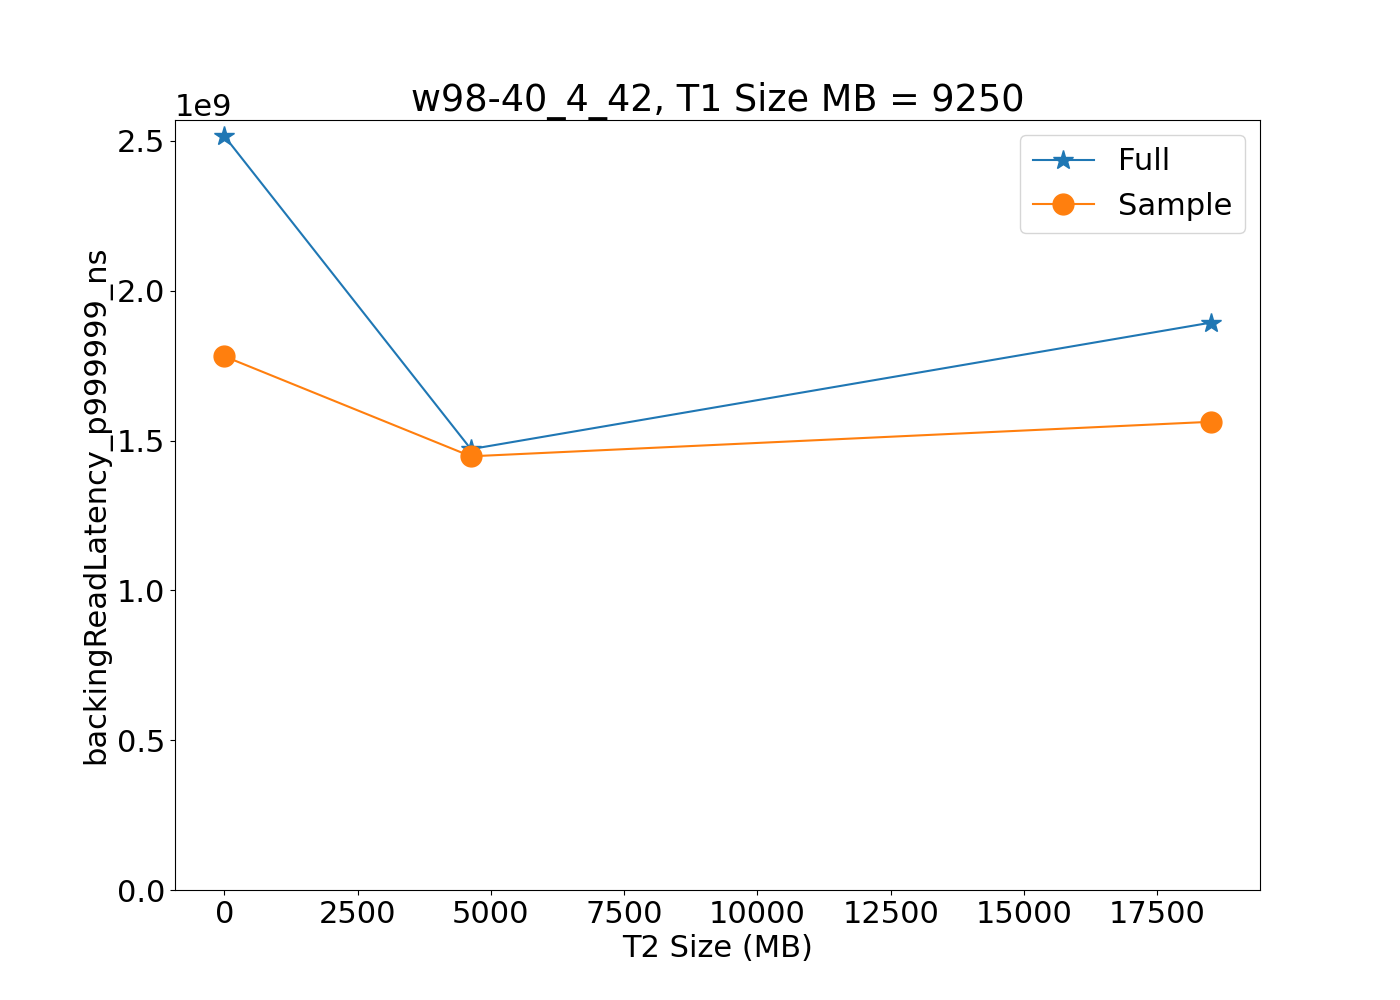 w98-40_4_42, T1 Size MB = 9250
1e9
2.5
2.0
1.5
1.0
0.5
0.0
backingReadLatency_p999999_ns
Full
Sample
0 2500 5000 7500 10000 12500 15000 17500
T2 Size (MB)